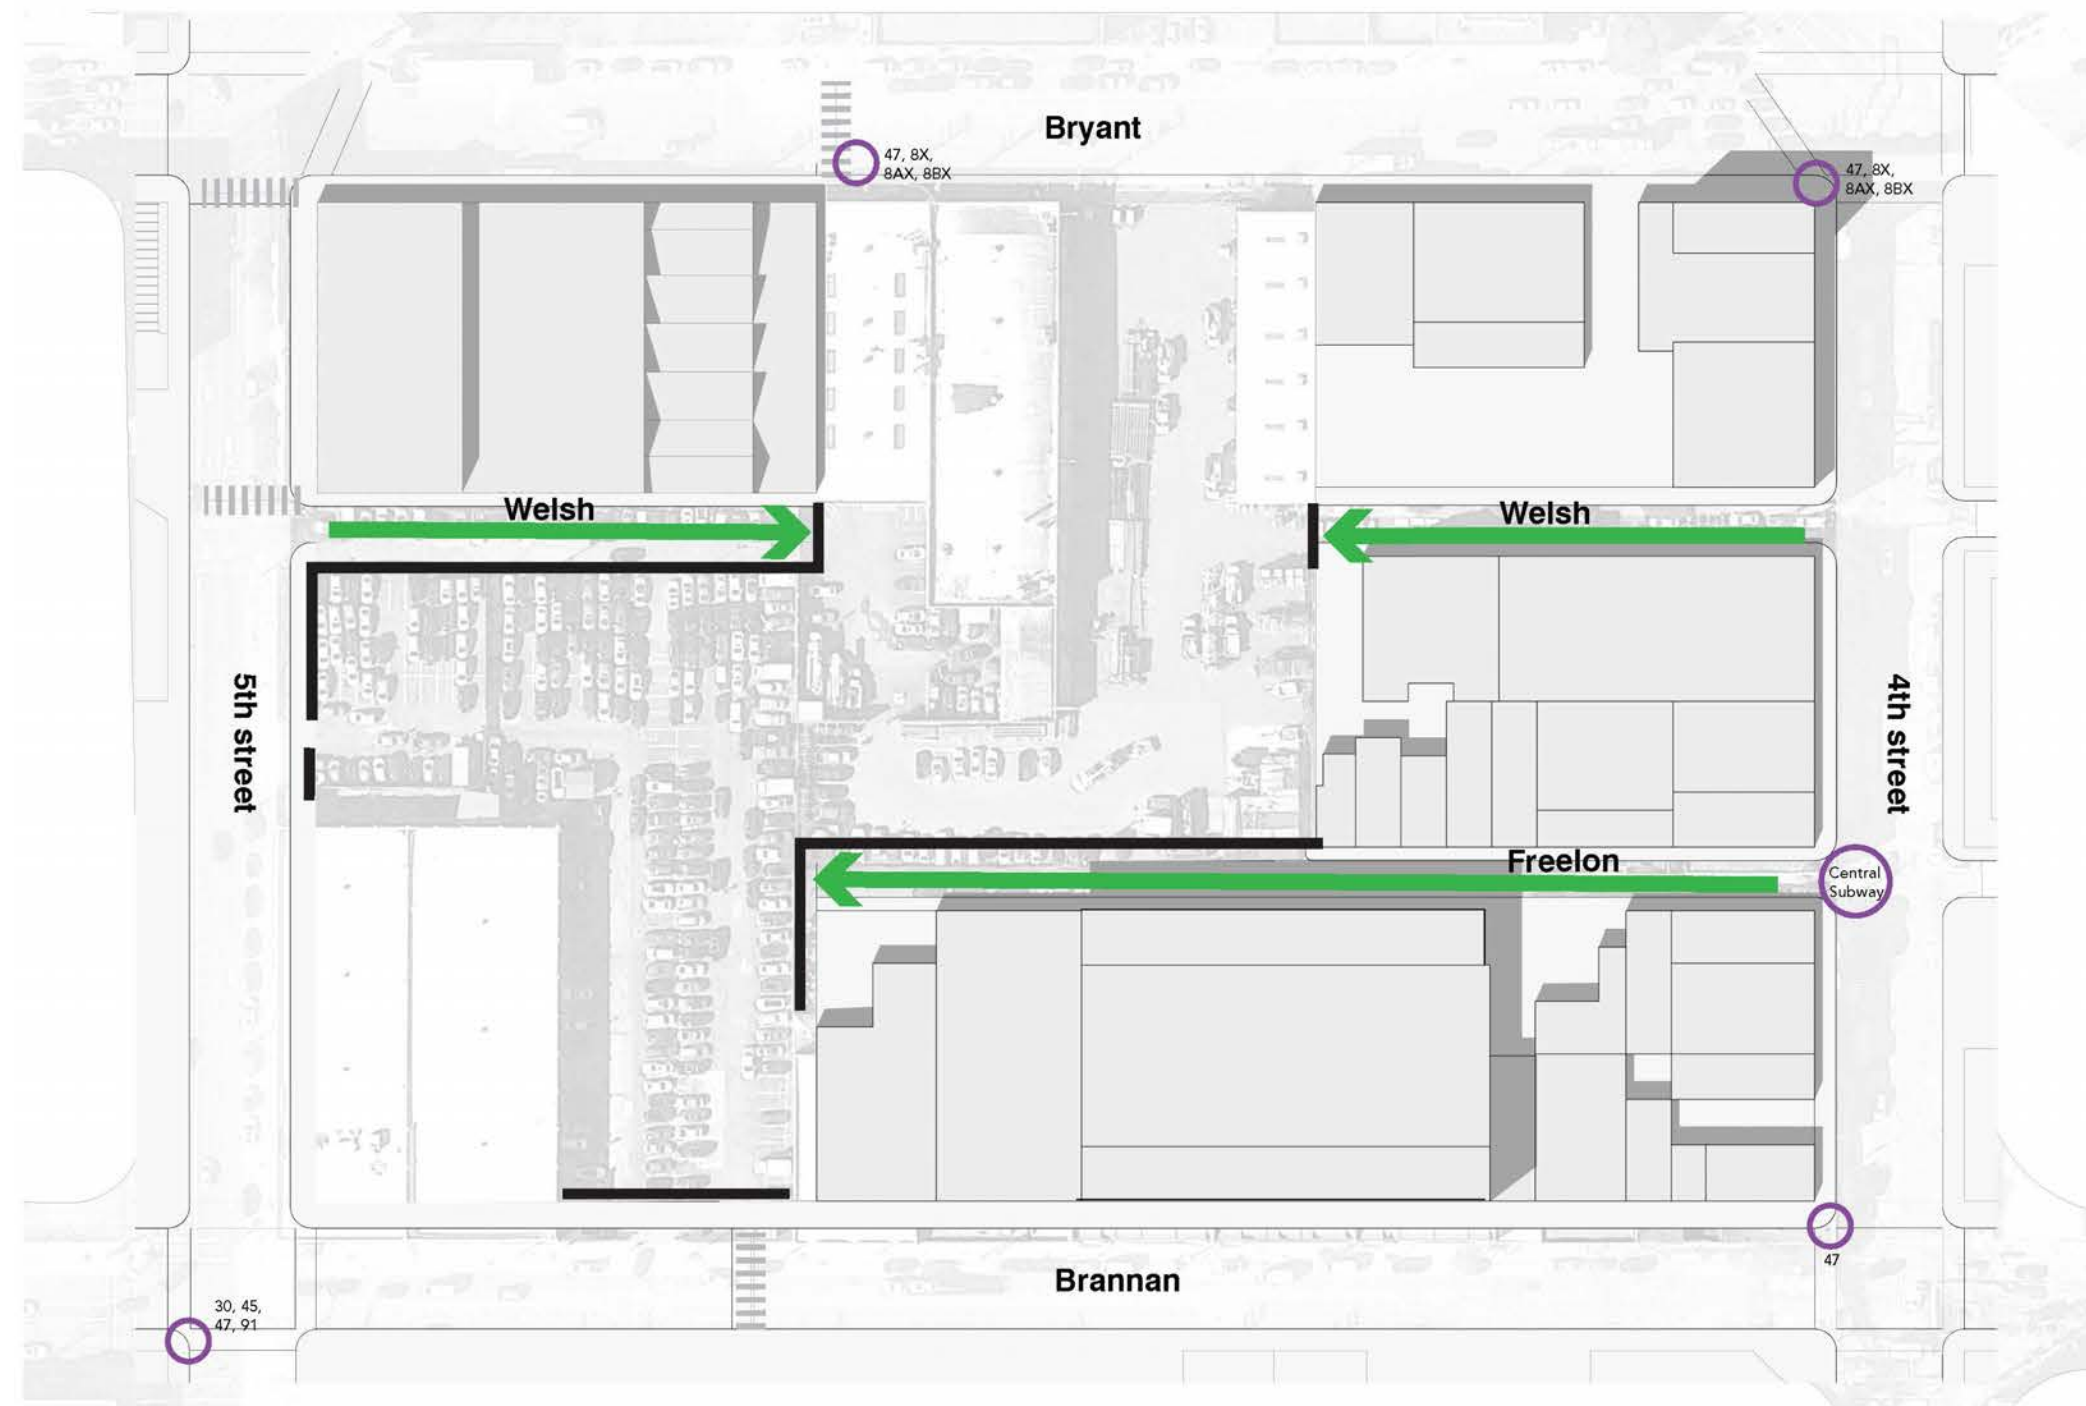 Bryant
47, 8X,
8AX, 8BX
47, 8X,
8AX, 8BX
Welsh
Welsh
5th street
4th street
Freelon
Central
Subway
Brannan
47
30, 45,
47, 91